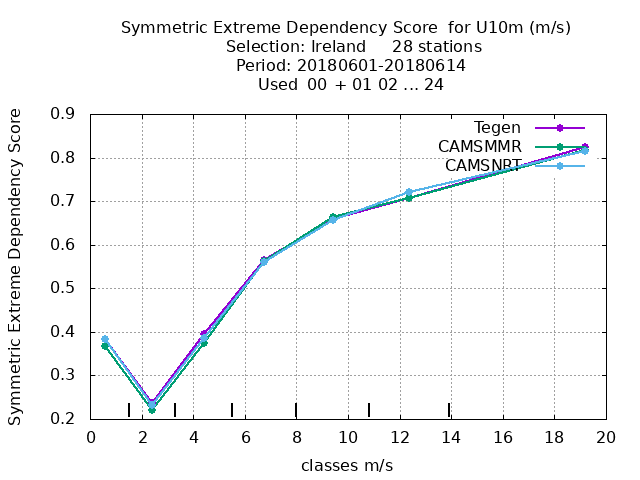 Symmetric Extreme Dependency Score  for U10m (m/s)
Selection: Ireland     28 stations
Period: 20180601-20180614
Used  00  + 01 02 ... 24
Symmetric Extreme Dependency Score
0.9
0.8
0.7
0.6
0.5
0.4
0.3
0.2
Tegen
CAMSMMR
CAMSNRT
0 2 4 6 8 10 12 14 16 18 20
classes m/s